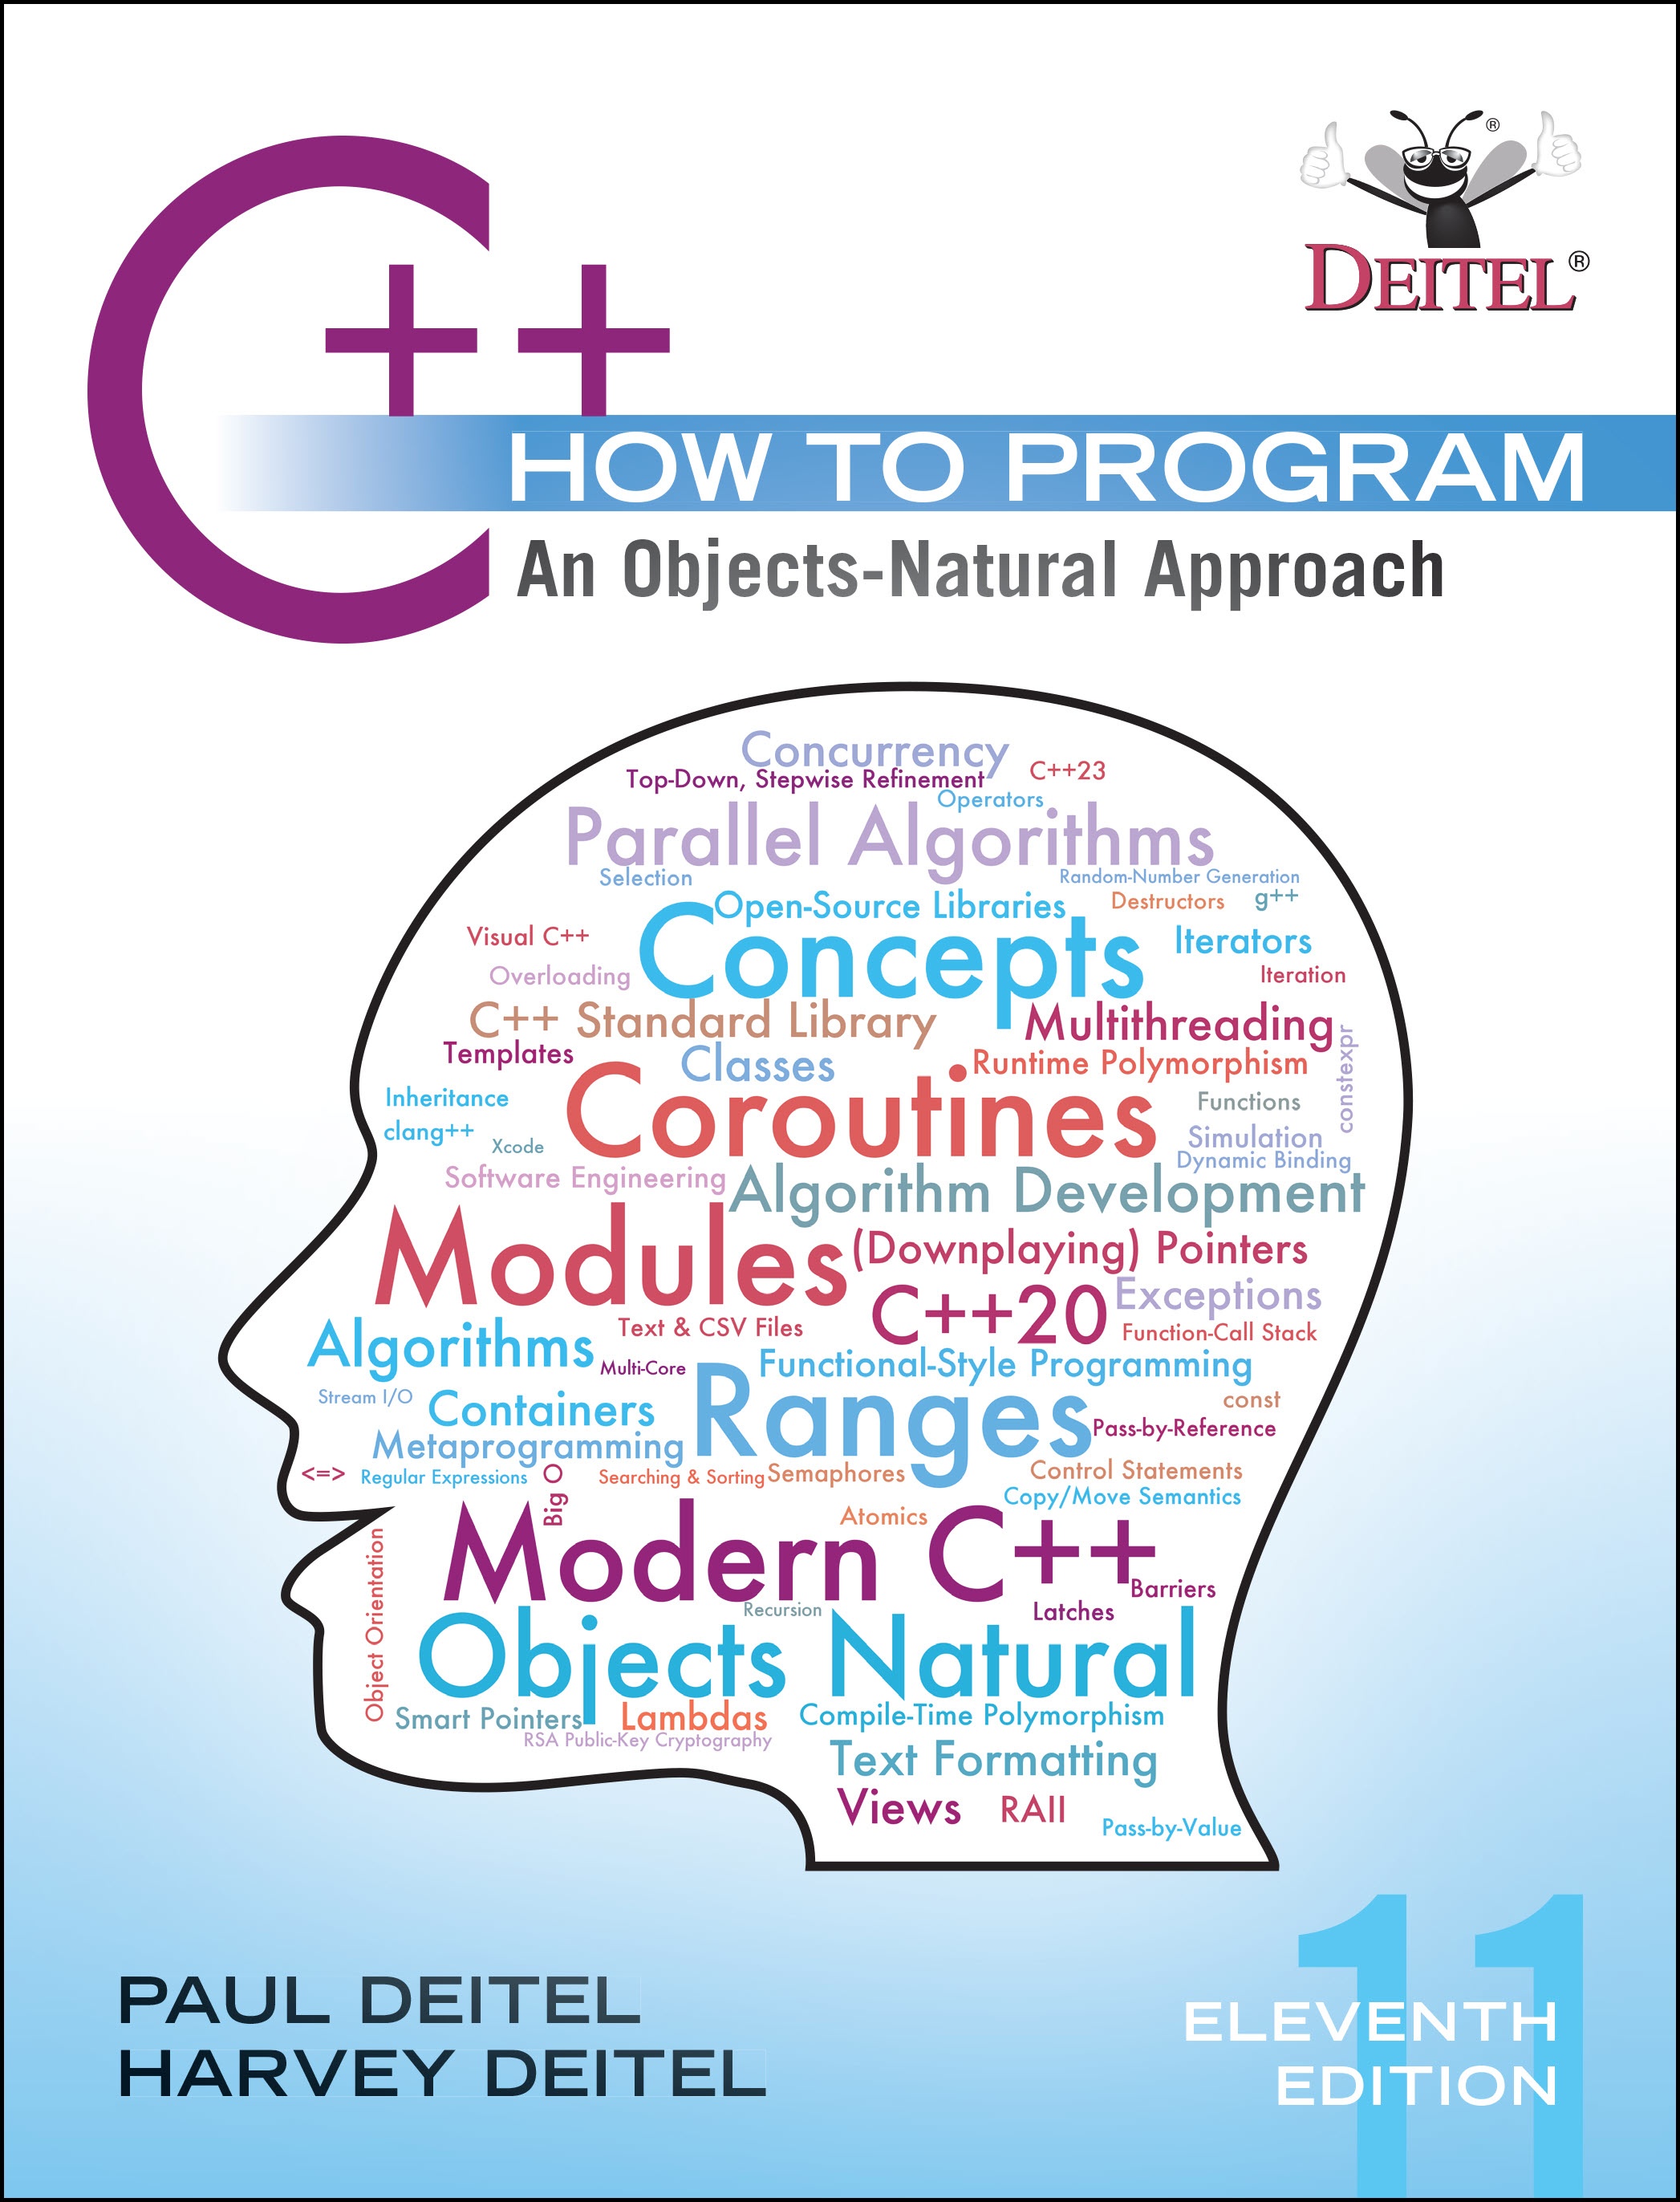 C++
®
DEITEL®
HOW TO PROGRAM
An Objects-Natural Approach
Concurrency
Top-Down, Stepwise Refinement
C++23
Operators
Parallel Algorithms
Selection
Random-Number Generation
Open-Source Libraries
Destructors
g++
Visual C++
Concepts
Iterators
Overloading
Iteration
C++ Standard Library
Multithreading
constexpr
Templates
Classes
Runtime Polymorphism
Inheritance
Coroutines
Functions
clang++
Xcode
Simulation
Dynamic Binding
Software Engineering
Algorithm Development
Modules
(Downplaying) Pointers
C++20
Exceptions
Algorithms
Text & CSV Files
Function-Call Stack
Multi-Core
Functional-Style Programming
Stream I/O
Containers
Ranges
const
Pass-by-Reference
Metaprogramming
<=>
Regular Expressions
Big O
Searching & Sorting
Semaphores
Control Statements
Copy/Move Semantics
Atomics
Modern C++
Barriers
Object Orientation
Recursion
Latches
Objects Natural
Smart Pointers
Lambdas
Compile-Time Polymorphism
RSA Public-Key Cryptography
Text Formatting
Views
RAII
Pass-by-Value
PAUL DEITEL
HARVEY DEITEL
11
ELEVENTH
EDITION